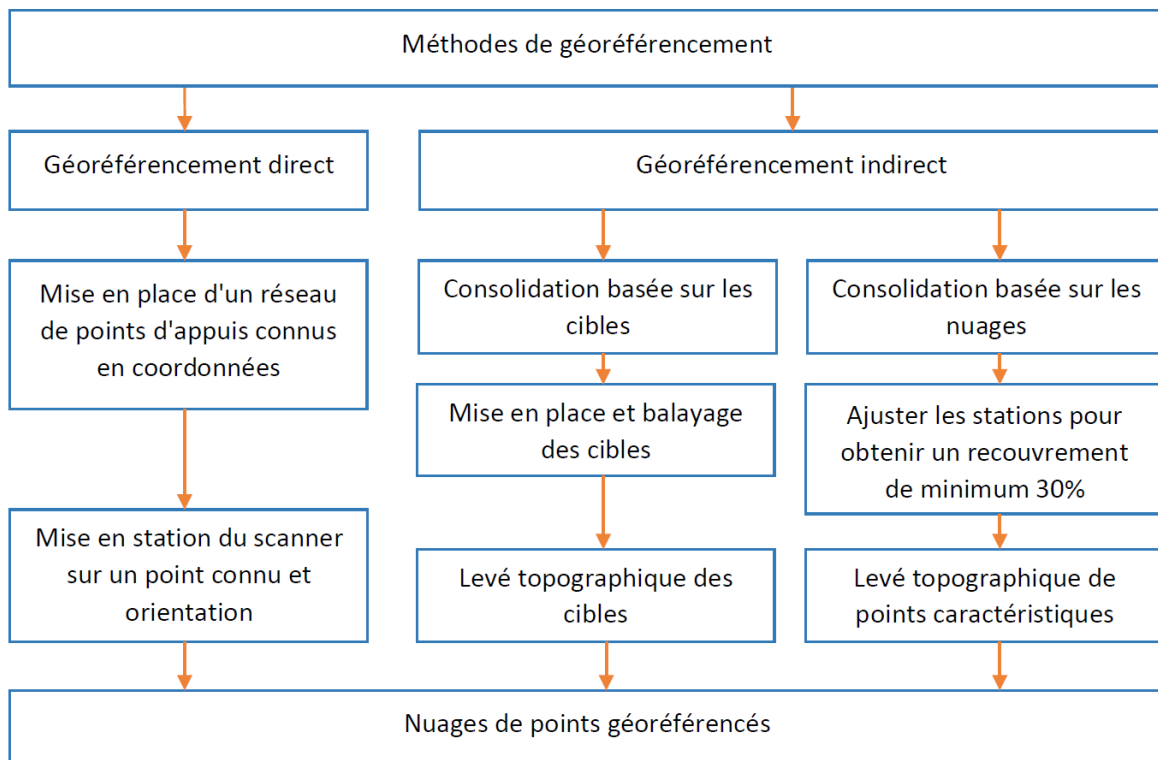 Méthodes de géoréférencement
Géoréférencement direct
Géoréférencement indirect
Mise en place d'un réseau
de points d'appuis connus
en coordonnées
Consolidation basée sur les
cibles
Consolidation basée sur les
nuages
Mise en place et balayage
des cibles
Ajuster les stations pour
obtenir un recouvrement
de minimum 30%
Mise en station du scanner
sur un point connu et
orientation
Levé topographique des
cibles
Levé topographique de
points caractéristiques
Nuages de points géoréférencés